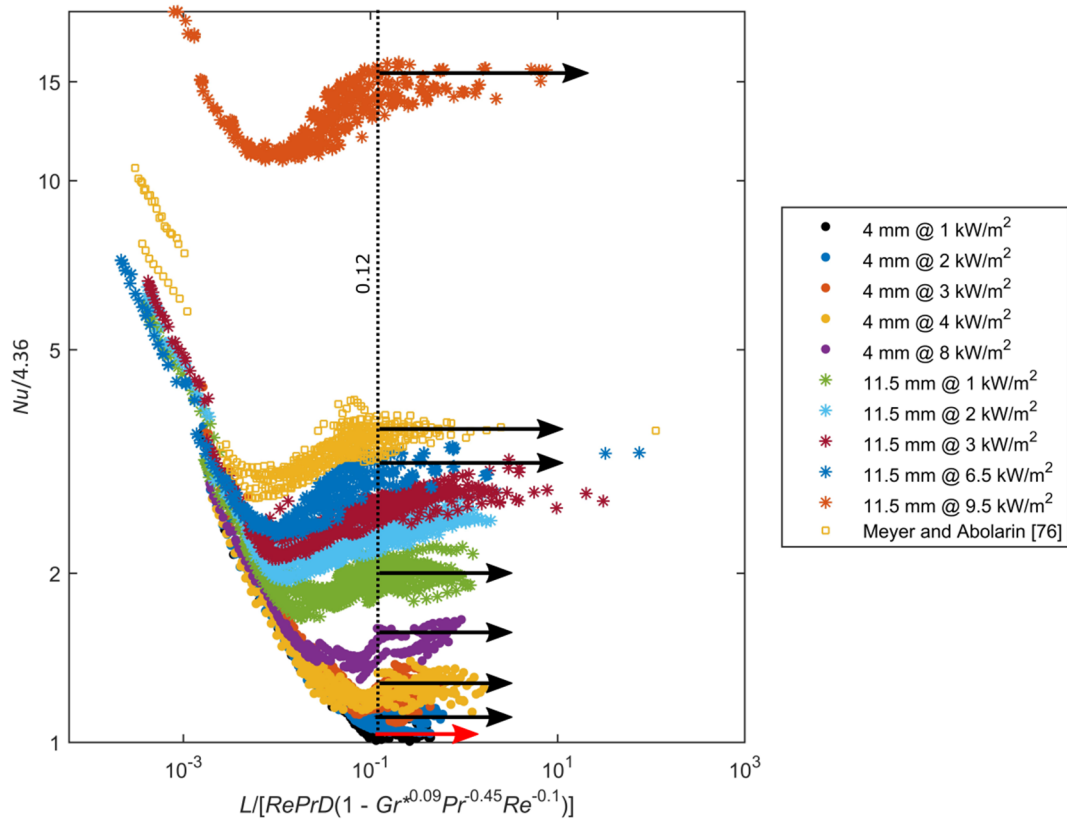 15
10
5
2
1
Nu/4.36
0.12
10^-3
10^-1
10^1
10^3
L/[RePrD(1 - Gr*^0.09Pr^-0.45Re^-0.1)]
4 mm @ 1 kW/m^2
4 mm @ 2 kW/m^2
4 mm @ 3 kW/m^2
4 mm @ 4 kW/m^2
4 mm @ 8 kW/m^2
11.5 mm @ 1 kW/m^2
11.5 mm @ 2 kW/m^2
11.5 mm @ 3 kW/m^2
11.5 mm @ 6.5 kW/m^2
11.5 mm @ 9.5 kW/m^2
Meyer and Abolarin [76]